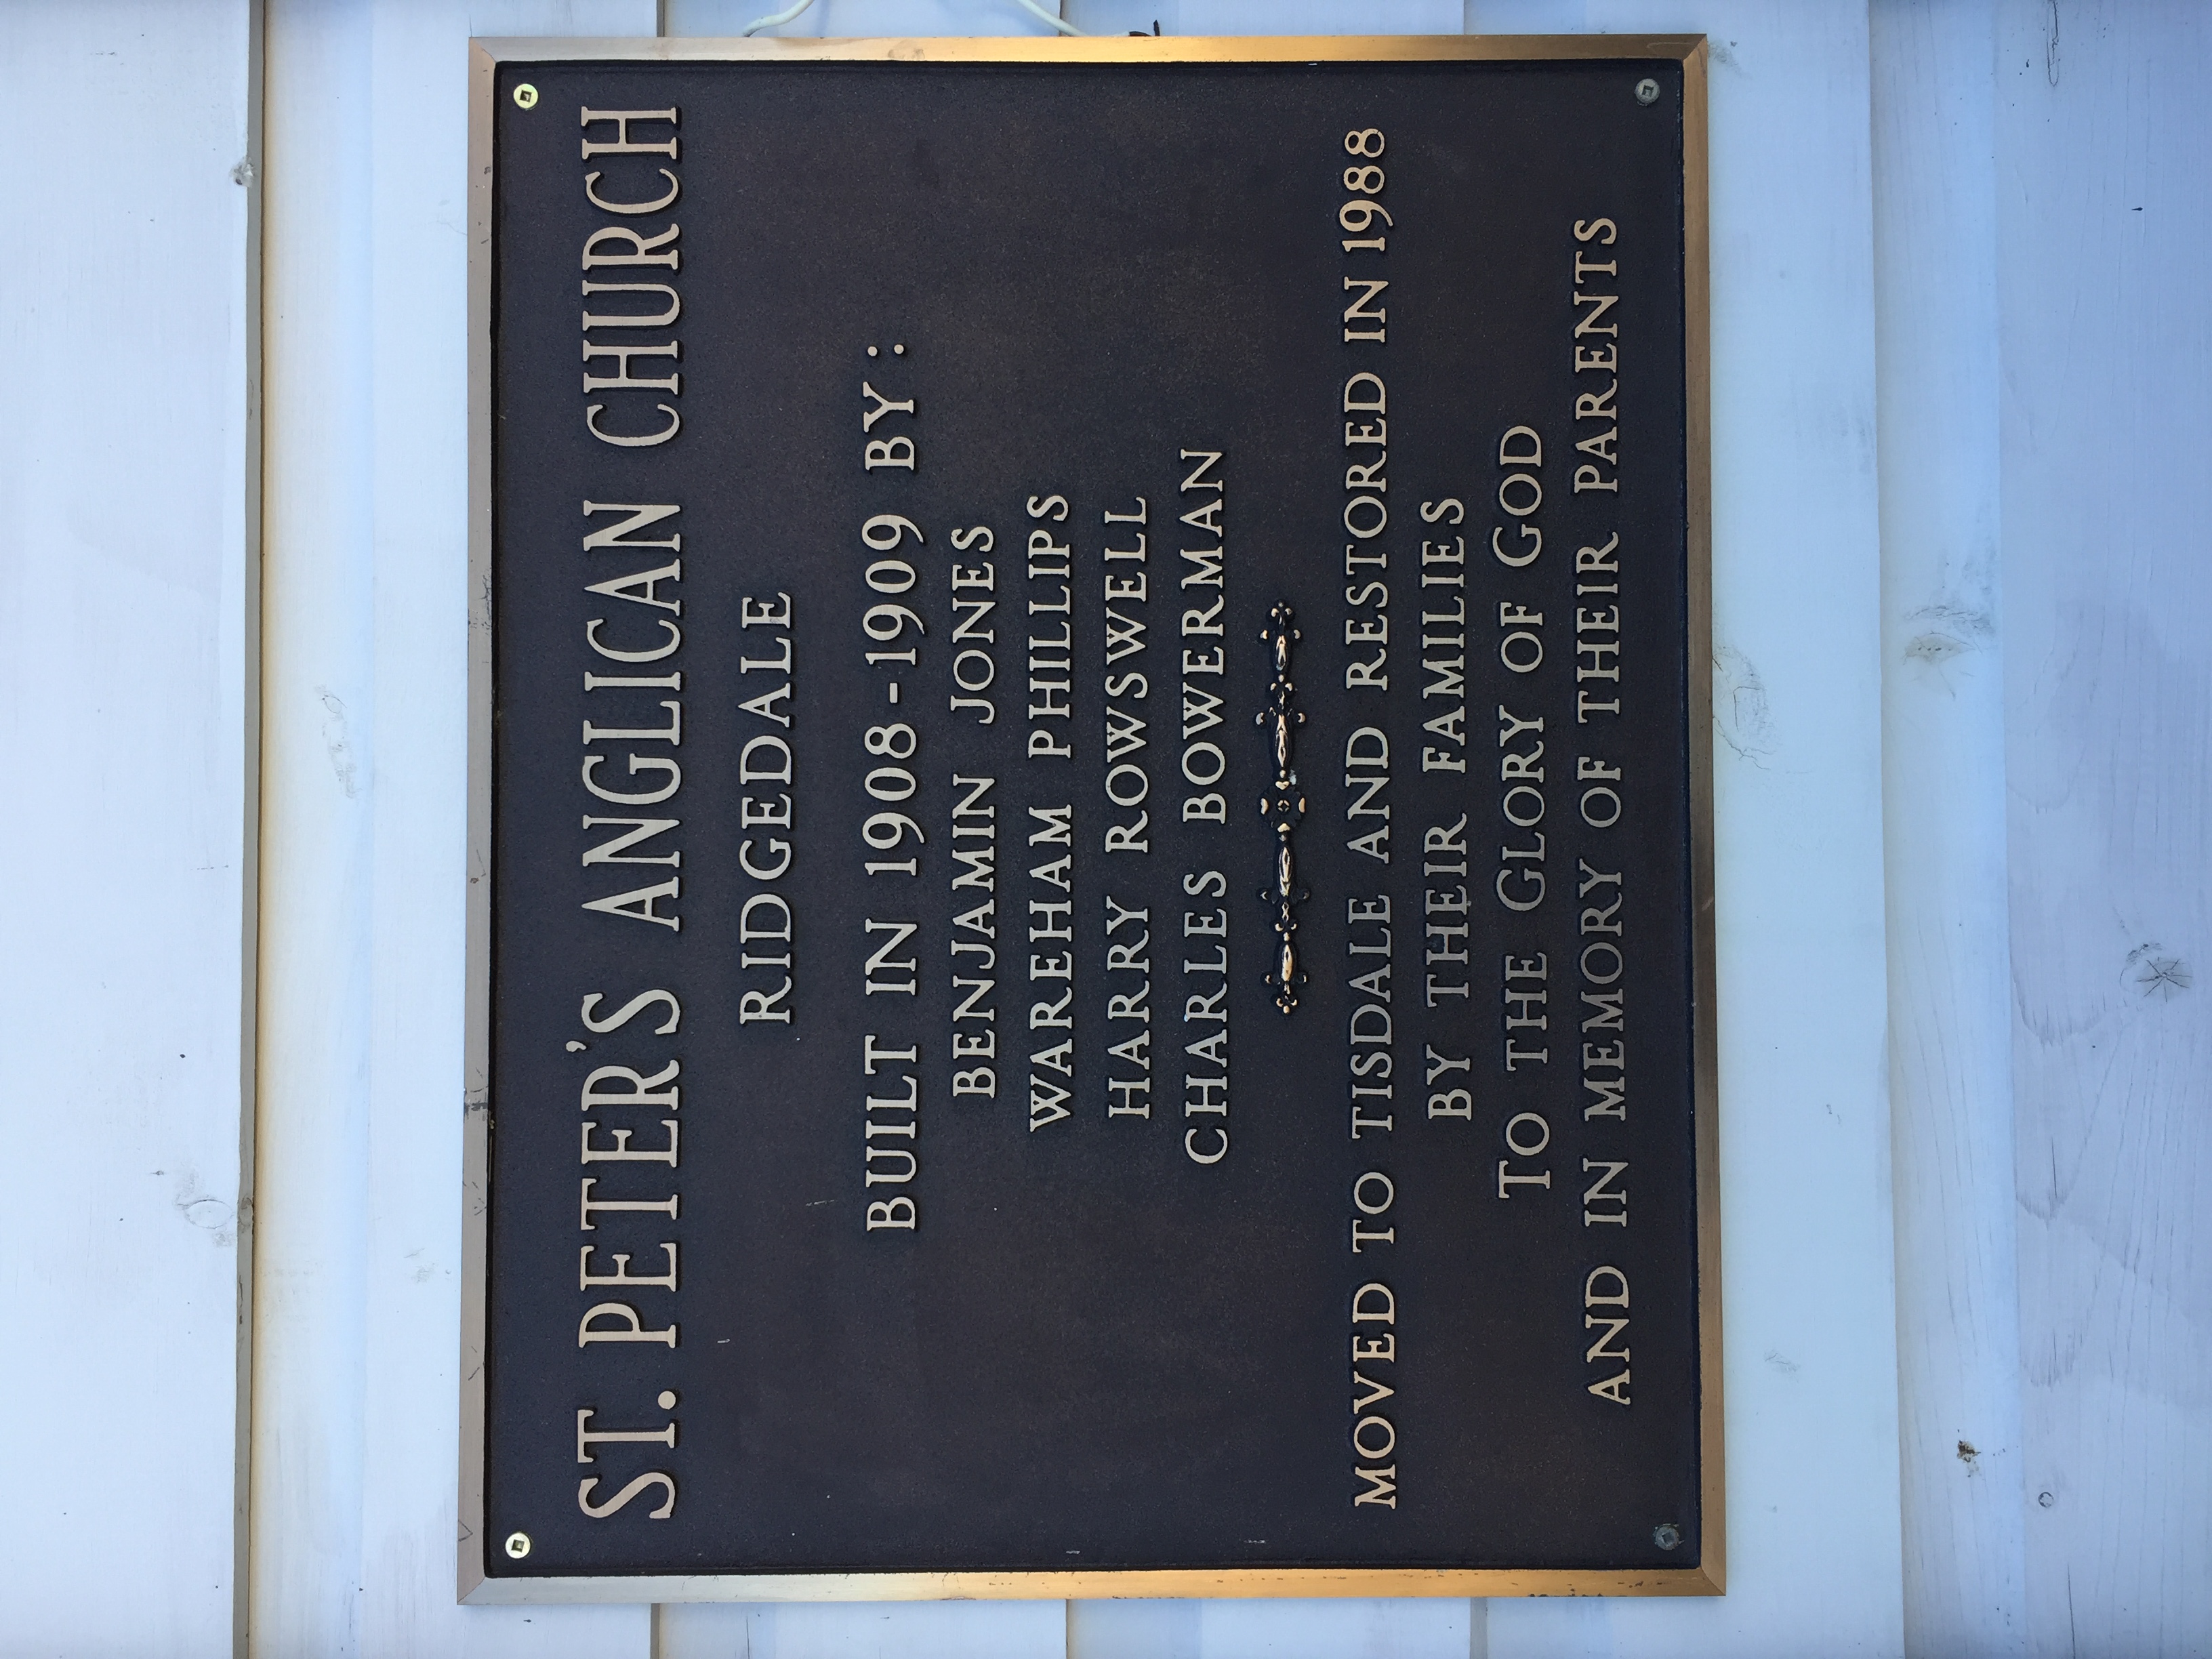 ST. PETER'S ANGLICAN CHURCH
RIDGEDALE
BUILT IN 1908-1909 BY:
BENJAMIN JONES
WAREHAM PHILLIPS
HARRY ROWSWELL
CHARLES BOWERMAN
MOVED TO TISDALE AND RESTORED IN 1988
BY THEIR FAMILIES
TO THE GLORY OF GOD
AND IN MEMORY OF THEIR PARENTS